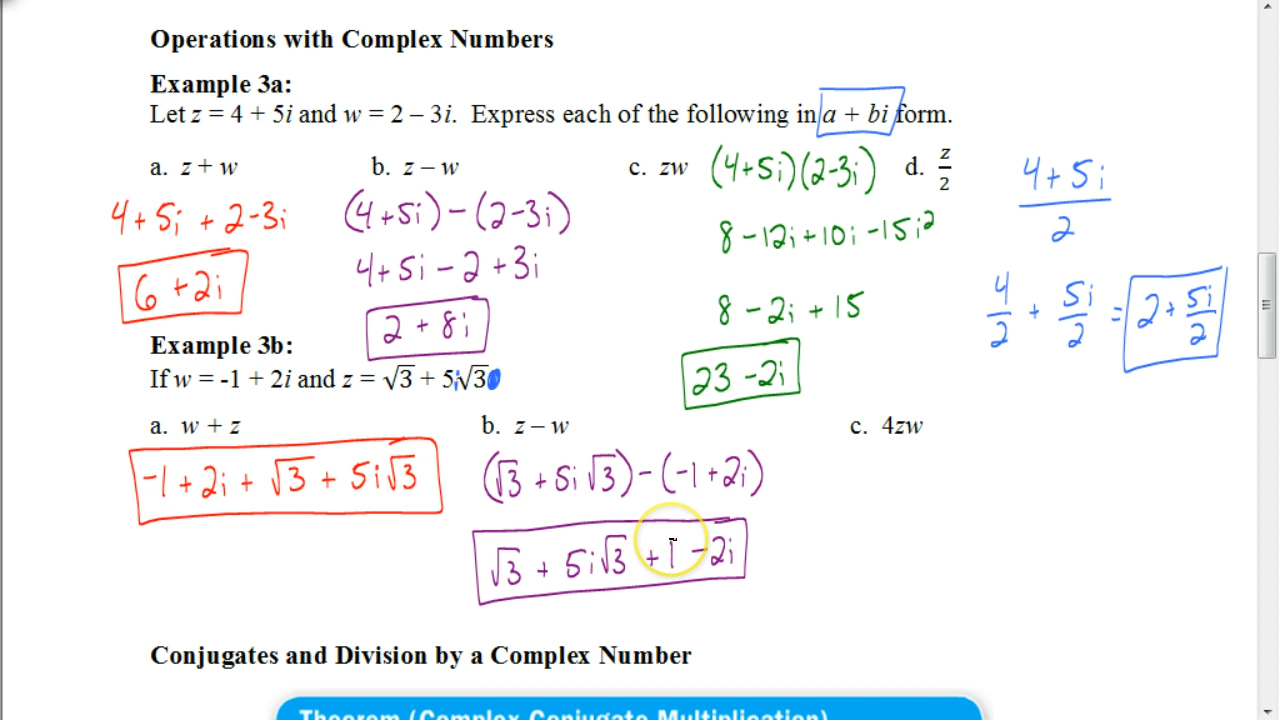 Operations with Complex Numbers
Example 3a:
Let z = 4 + 5i and w = 2 – 3i. Express each of the following in a + bi form.
a. z + w
4+5i + 2-3i
6 +2i
b. z – w
(4+5i) - (2-3i)
4+5i - 2 + 3i
2 + 8i
c. zw (4+5i)(2-3i)
8 - 12i + 10i - 15i²
8 - 2i + 15
23 - 2i
d. z/2
4+5i/2
4/2 + 5i/2 = 2 + 5i/2
Example 3b:
If w = -1 + 2i and z = √3 + 5i√3
a. w + z
-1 + 2i + √3 + 5i√3
b. z – w
(√3 + 5i√3) - (-1 + 2i)
√3 + 5i√3 + 1 - 2i
c. 4zw
Conjugates and Division by a Complex Number
Theorem (Complex Conjugate Multiplication)